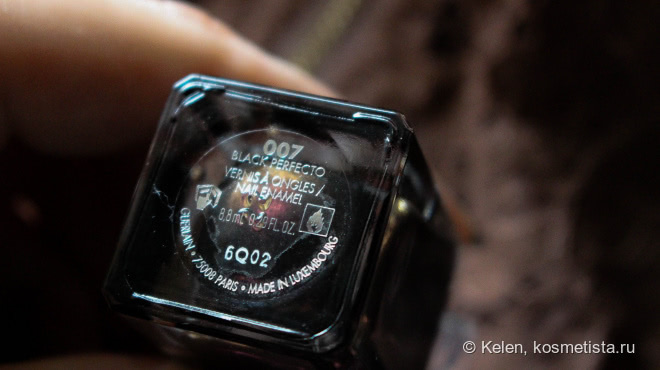 007
BLACK PERFECTO
VERNIS À ONGLES /
NAIL ENAMEL
8.8 mL 0.29 FL.OZ.
6Q02
GUERLAIN • 75008 PARIS • MADE IN LUXEMBOURG
© Kelen, kosmetista.ru